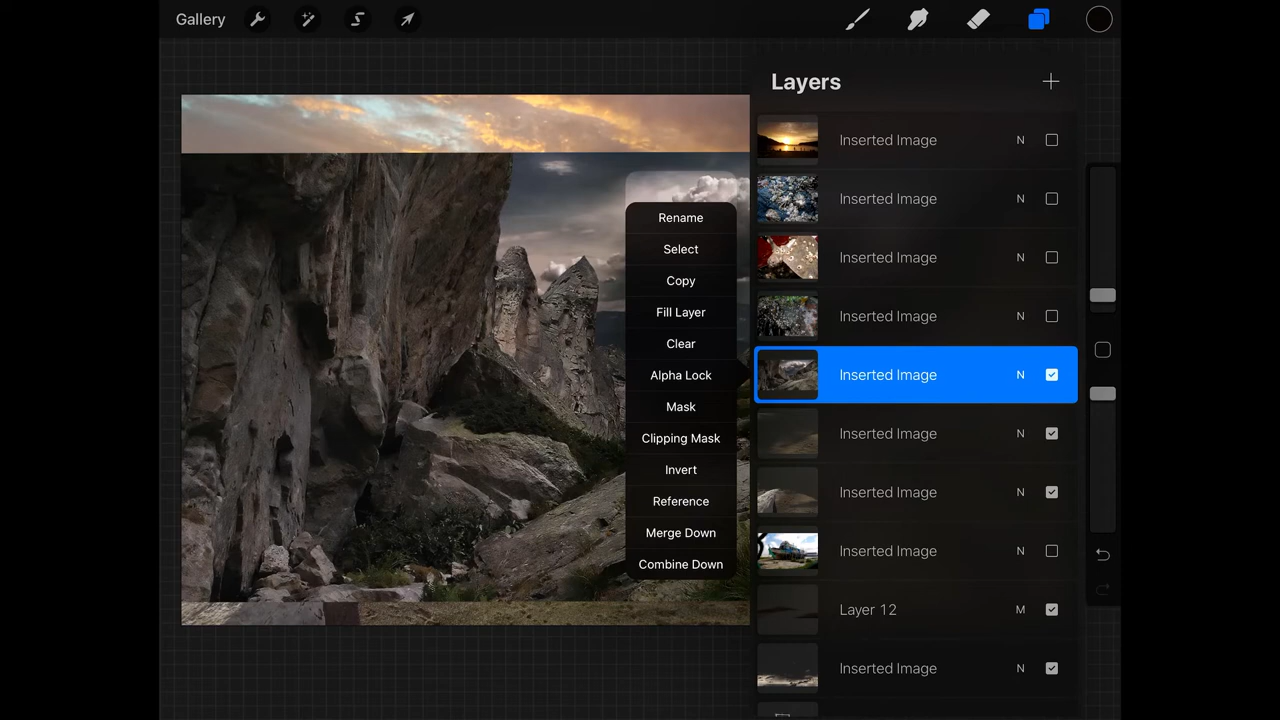 Gallery
Layers
Inserted Image N
Inserted Image N
Inserted Image N
Inserted Image N
Inserted Image N
Inserted Image N
Inserted Image N
Inserted Image N
Layer 12 M
Inserted Image N
Rename
Select
Copy
Fill Layer
Clear
Alpha Lock
Mask
Clipping Mask
Invert
Reference
Merge Down
Combine Down